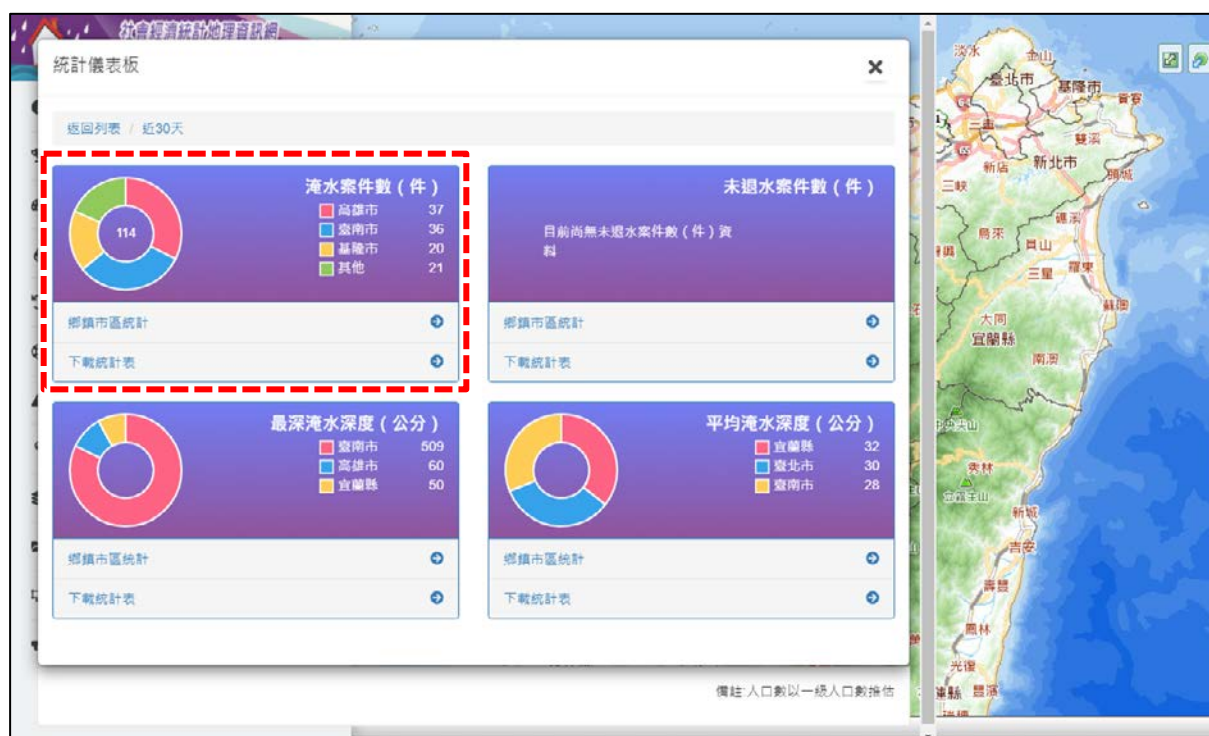 社會經濟統計地理資訊網
統計儀表板
×
返回列表 / 近30天
淹水案件數(件)
114
高雄市 37
臺南市 36
基隆市 20
其他 21
鄉鎮市區統計
下載統計表
未退水案件數(件)
目前尚無未退水案件數(件)資
料
鄉鎮市區統計
下載統計表
最深淹水深度(公分)
臺南市 509
高雄市 60
宜蘭縣 50
鄉鎮市區統計
下載統計表
平均淹水深度(公分)
宜蘭縣 32
臺北市 30
臺南市 28
鄉鎮市區統計
下載統計表
備註:人口數以一級人口數推估
淡水
金山
臺北市
基隆市
貢寮
雙溪
新店
新北市
頭城
三峽
礁溪
烏來
員山
三星
羅東
蘇澳
大同
宜蘭縣
南澳
秀林
新城
吉安
壽豐
鳳林
光復
豐濱